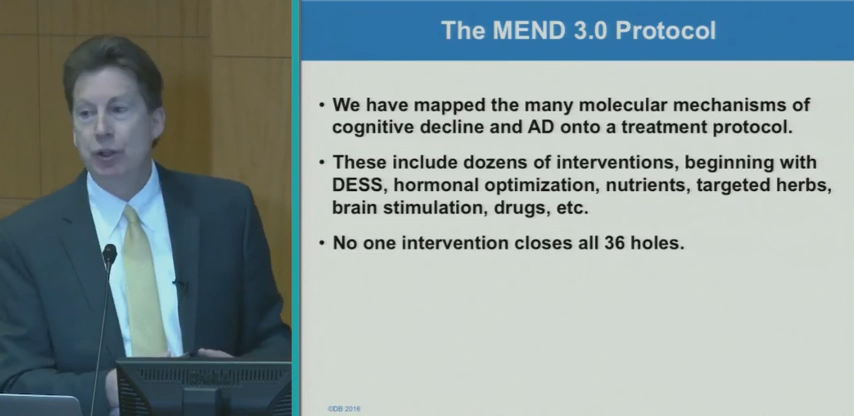 The MEND 3.0 Protocol
• We have mapped the many molecular mechanisms of
cognitive decline and AD onto a treatment protocol.
• These include dozens of interventions, beginning with
DESS, hormonal optimization, nutrients, targeted herbs,
brain stimulation, drugs, etc.
• No one intervention closes all 36 holes.
©DB 2016